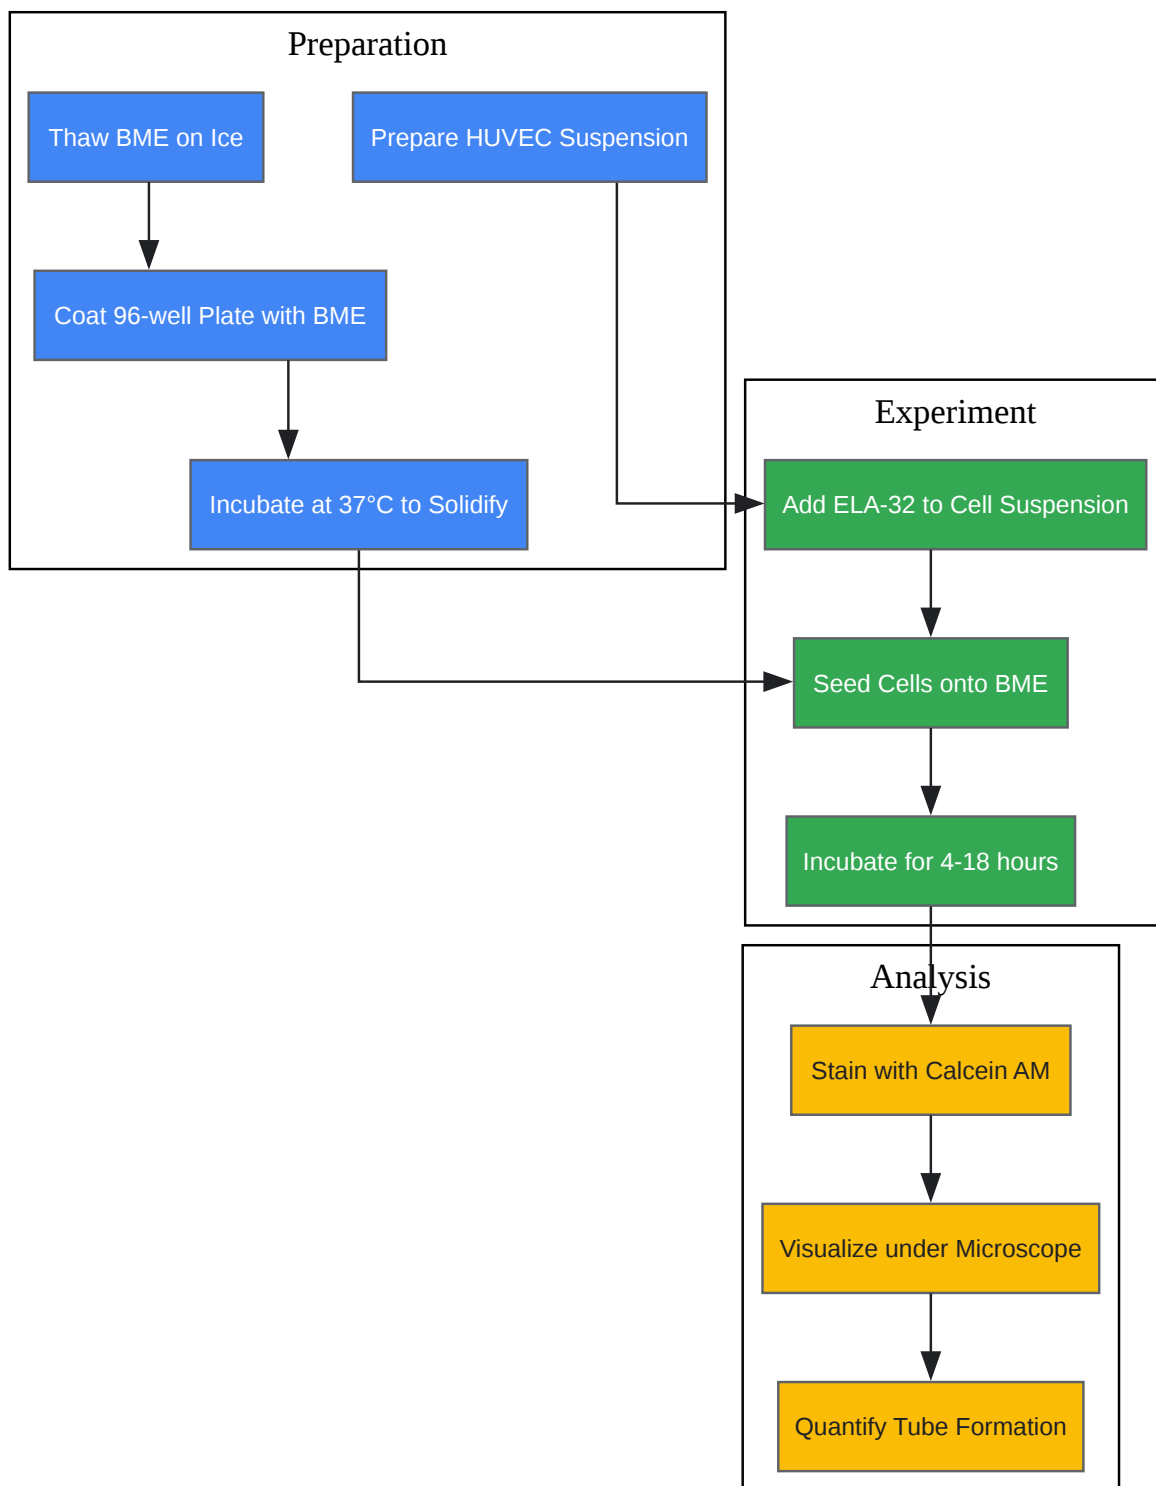 Preparation
Thaw BME on Ice
Prepare HUVEC Suspension
Coat 96-well Plate with BME
Incubate at 37°C to Solidify
Experiment
Add ELA-32 to Cell Suspension
Seed Cells onto BME
Incubate for 4-18 hours
Analysis
Stain with Calcein AM
Visualize under Microscope
Quantify Tube Formation